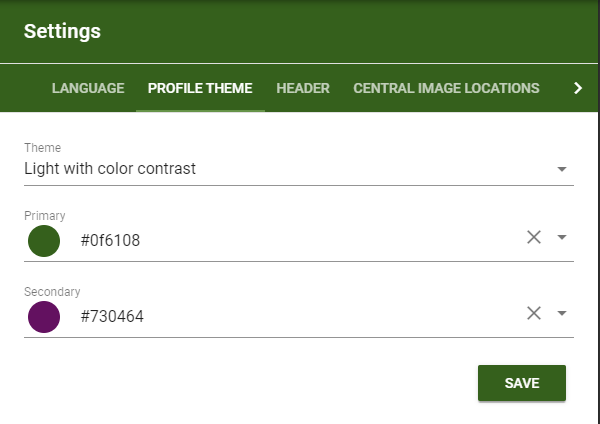 Settings
LANGUAGE PROFILE THEME HEADER CENTRAL IMAGE LOCATIONS
Theme
Light with color contrast
Primary
#0f6108
Secondary
#730464
SAVE